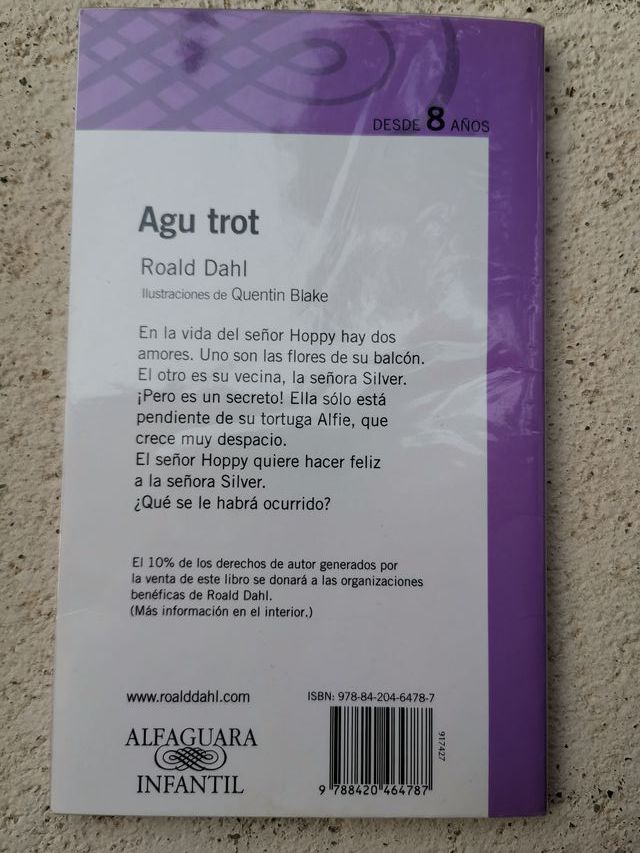 DESDE 8 AÑOS
Agu trot
Roald Dahl
Ilustraciones de Quentin Blake
En la vida del señor Hoppy hay dos
amores. Uno son las flores de su balcón.
El otro es su vecina, la señora Silver.
¡Pero es un secreto! Ella sólo está
pendiente de su tortuga Alfie, que
crece muy despacio.
El señor Hoppy quiere hacer feliz
a la señora Silver.
¿Qué se le habrá ocurrido?
El 10% de los derechos de autor generados por
la venta de este libro se donará a las organizaciones
benéficas de Roald Dahl.
(Más información en el interior.)
www.roalddahl.com
ISBN: 978-84-204-6478-7
ALFAGUARA
INFANTIL
917427
9 788420 464787